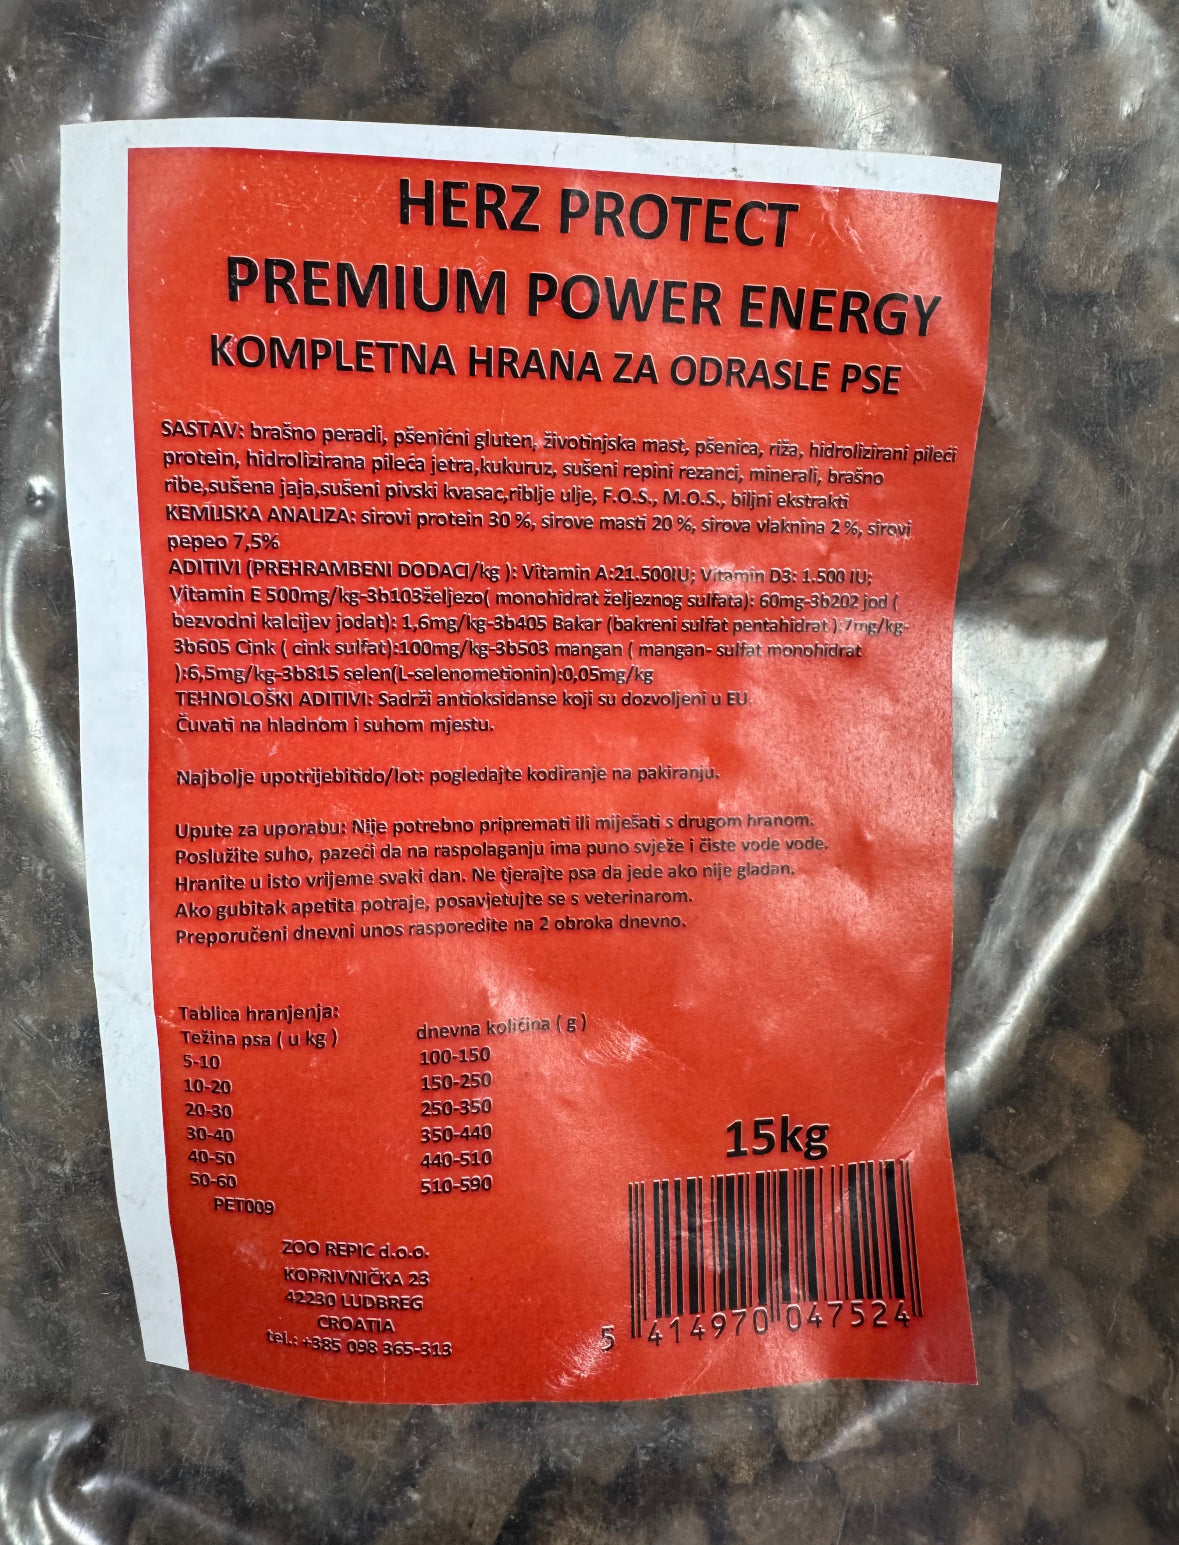 HERZ PROTECT
PREMIUM POWER ENERGY
KOMPLETNA HRANA ZA ODRASLE PSE
SASTAV: brašno peradi, pšenićni gluten, životinjska mast, pšenica, riža, hidrolizirani pileći
protein, hidrolizirana pileća jetra,kukuruz, sušeni repini rezanci, minerali, brašno
ribe,sušena jaja,sušeni pivski kvasac,riblje ulje, F.O.S., M.O.S., biljni ekstrakti
KEMIJSKA ANALIZA: sirovi protein 30 %, sirove masti 20 %, sirova vlaknina 2 %, sirovi
pepeo 7,5%
ADITIVI (PREHRAMBENI DODACI/kg ): Vitamin A:21.500IU; Vitamin D3: 1.500 IU;
Vitamin E 500mg/kg-3b103željezo( monohidrat željeznog sulfata): 60mg-3b202 jod (
bezvodni kalcijev jodat): 1,6mg/kg-3b405 Bakar (bakreni sulfat pentahidrat ):7mg/kg-
3b605 Cink ( cink sulfat):100mg/kg-3b503 mangan ( mangan- sulfat monohidrat
):6,5mg/kg-3b815 selen(L-selenometionin):0,05mg/kg
TEHNOLOŠKI ADITIVI: Sadrži antioksidanse koji su dozvoljeni u EU.
Čuvati na hladnom i suhom mjestu.
Najbolje upotrijebitido/lot: pogledajte kodiranje na pakiranju.
Upute za uporabu: Nije potrebno pripremati ili miješati s drugom hranom.
Poslužite suho, pazeći da na raspolaganju ima puno svježe i čiste vode vode.
Hranite u isto vrijeme svaki dan. Ne tjerajte psa da jede ako nije gladan.
Ako gubitak apetita potraje, posavjetujte se s veterinarom.
Preporučeni dnevni unos rasporedite na 2 obroka dnevno.
Tablica hranjenja:
Težina psa ( u kg ) dnevna količina ( g )
5-10 100-150
10-20 150-250
20-30 250-350
30-40 350-440
40-50 440-510
50-60 510-590
PET009
15kg
ZOO REPIC d.o.o.
KOPRIVNIČKA 23
42230 LUDBREG
CROATIA
tel.: +385 098 365-313
5 414970 047524